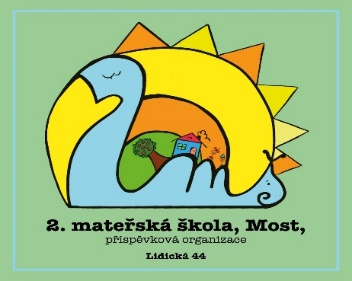 2. mateřská škola, Most,
příspěvková organizace
Lidická 44